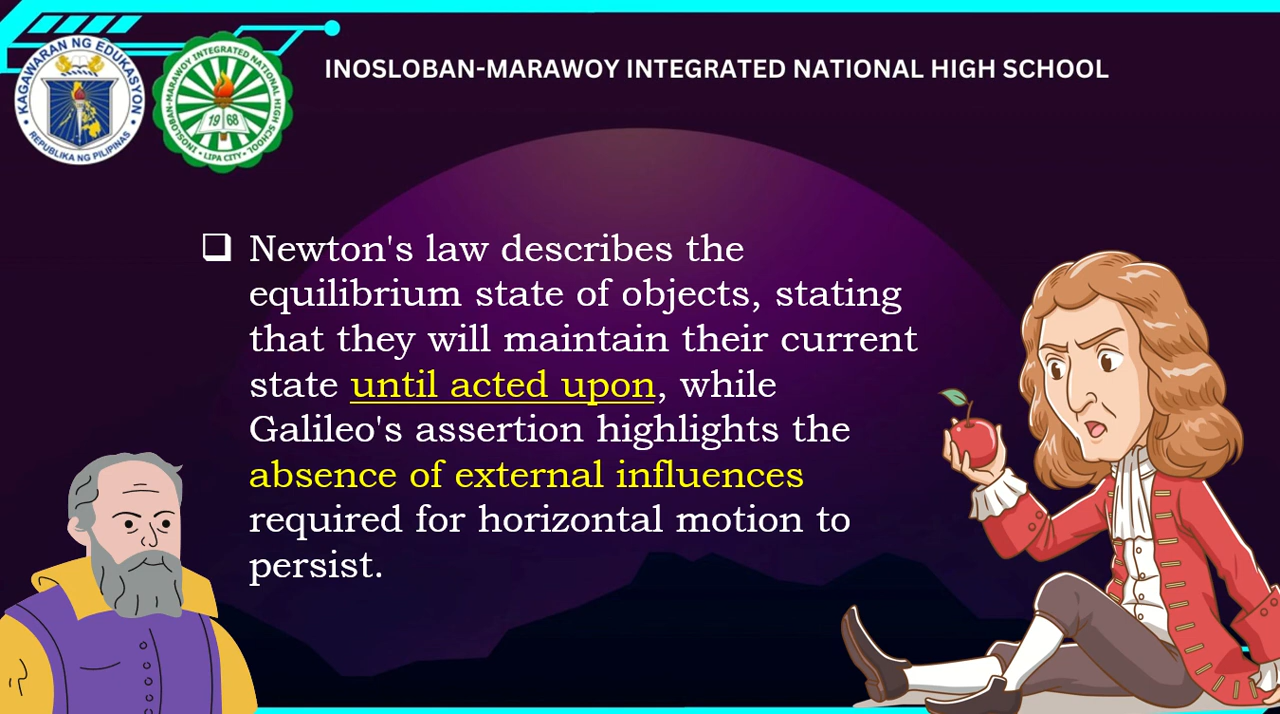 KAGAWARAN NG EDUKASYON
REPUBLIKA NG PILIPINAS
INOSLOBAN-MARAWOY INTEGRATED NATIONAL HIGH SCHOOL
1968
LIPA CITY
INOSLOBAN-MARAWOY INTEGRATED NATIONAL HIGH SCHOOL
❑ Newton's law describes the
equilibrium state of objects, stating
that they will maintain their current
state until acted upon, while
Galileo's assertion highlights the
absence of external influences
required for horizontal motion to
persist.